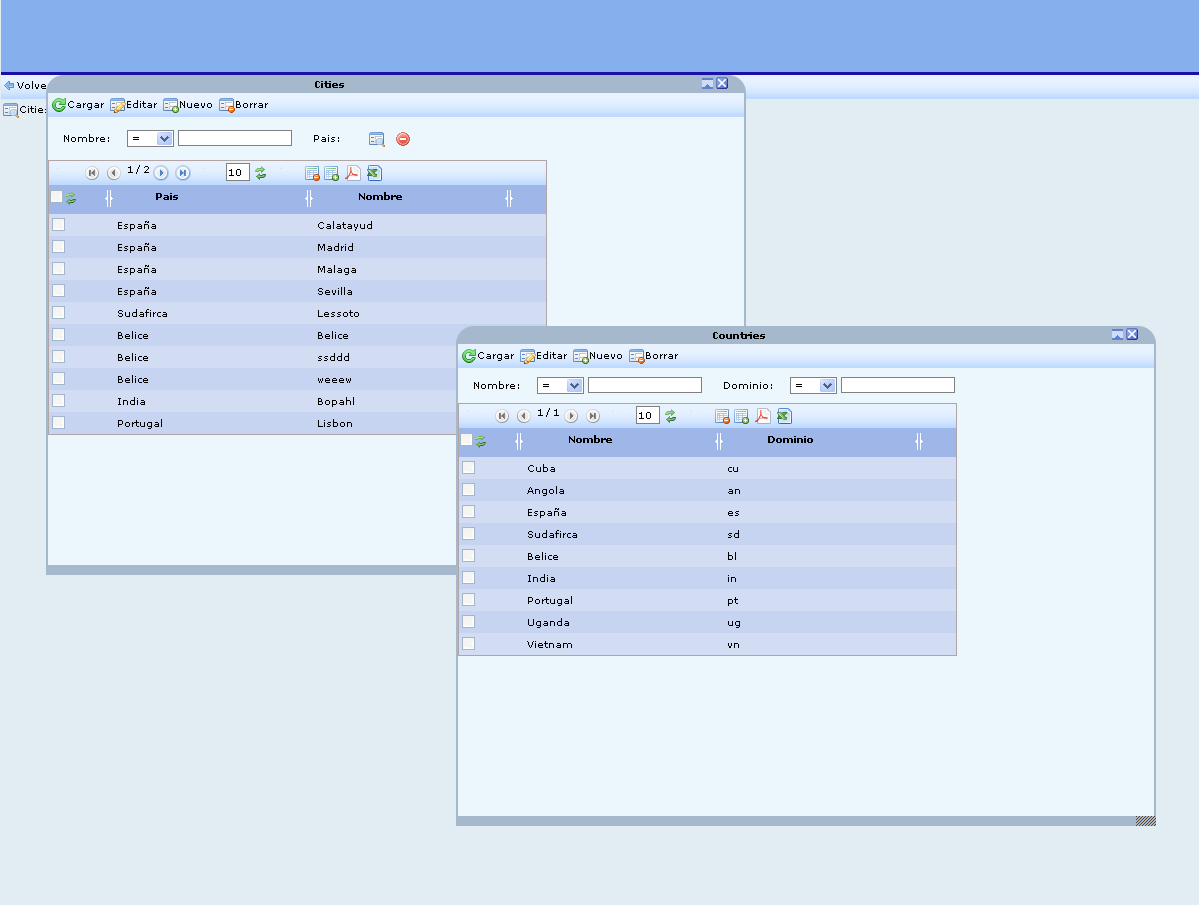 Volve
Citie
Cities
Cargar Editar Nuevo Borrar
Nombre: = Pais:
1 / 2 10
Pais Nombre
España Calatayud
España Madrid
España Malaga
España Sevilla
Sudafirca Lessoto
Belice Belice
Belice ssddd
Belice weeew
India Bopahl
Portugal Lisbon
Countries
Cargar Editar Nuevo Borrar
Nombre: = Dominio: =
1 / 1 10
Nombre Dominio
Cuba cu
Angola an
España es
Sudafirca sd
Belice bl
India in
Portugal pt
Uganda ug
Vietnam vn